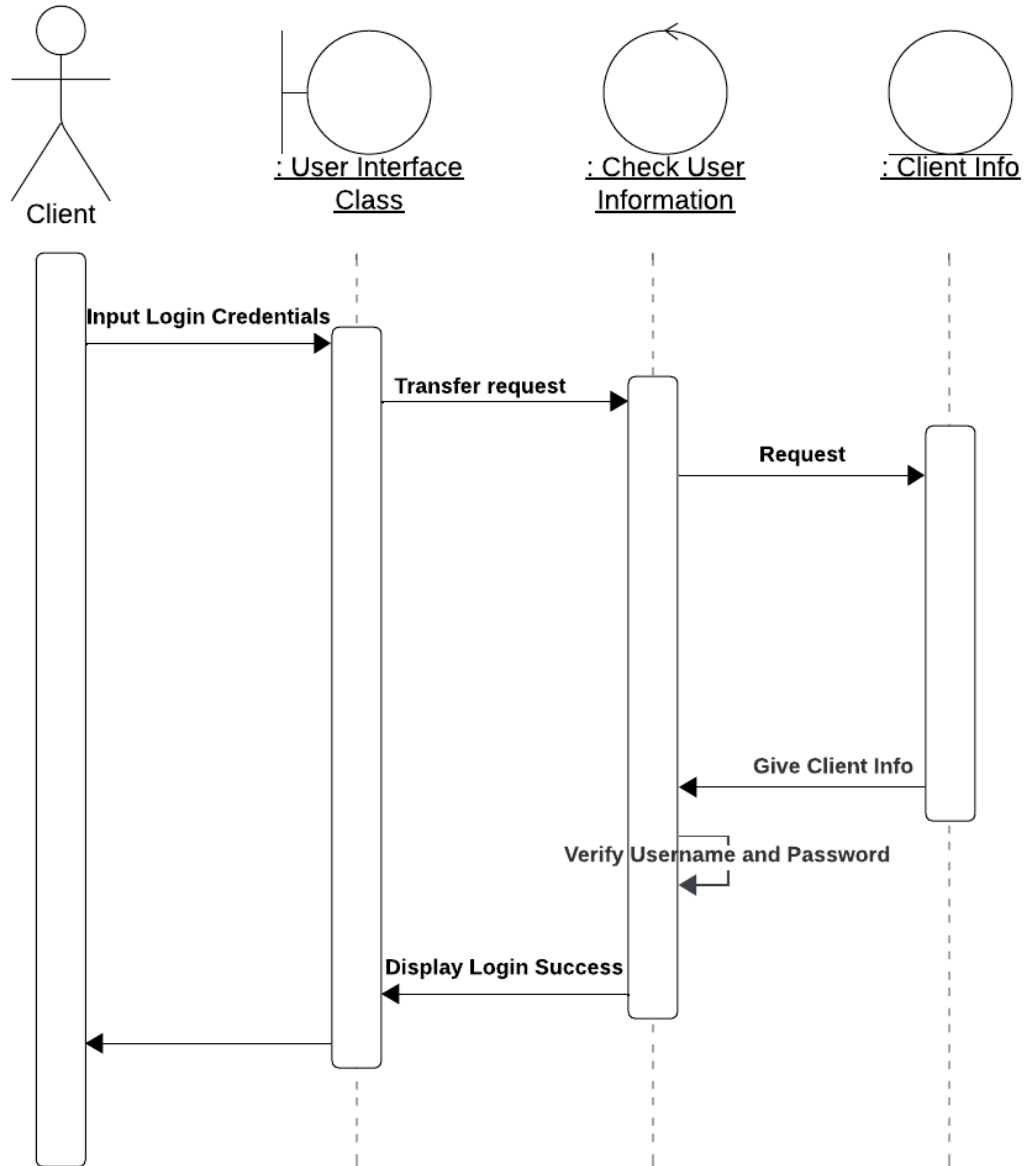 Client
: User Interface
Class
: Check User
Information
: Client Info
Input Login Credentials
Transfer request
Request
Give Client Info
Verify Username and Password
Display Login Success